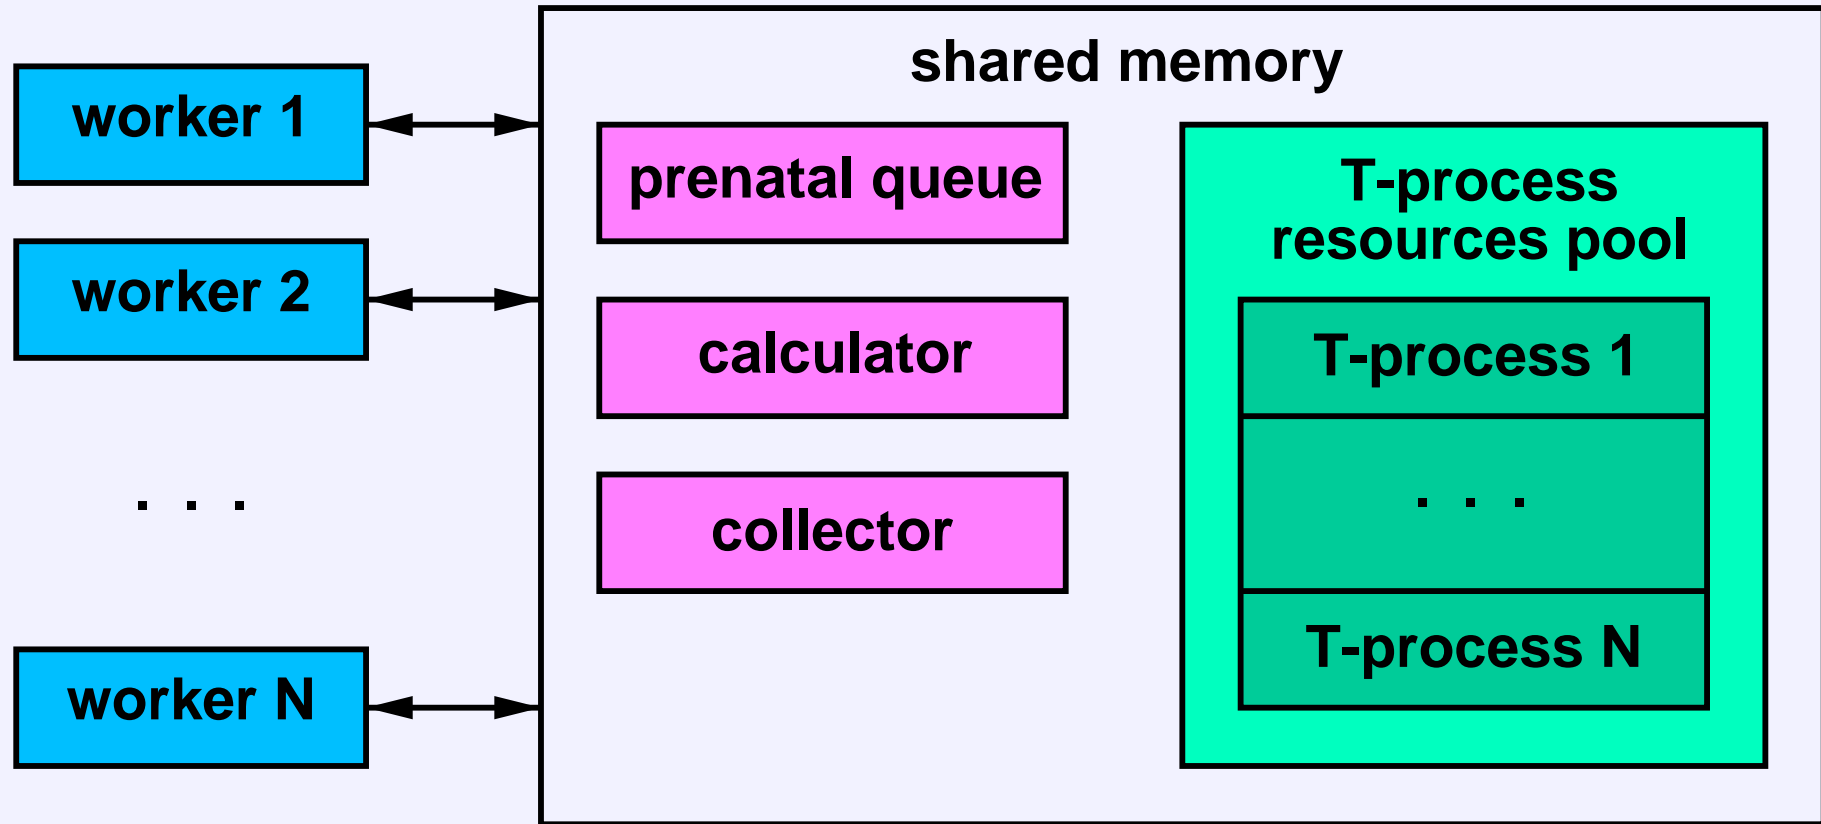 shared memory
worker 1
worker 2
. . .
worker N
prenatal queue
calculator
collector
T-process
resources pool
T-process 1
. . .
T-process N